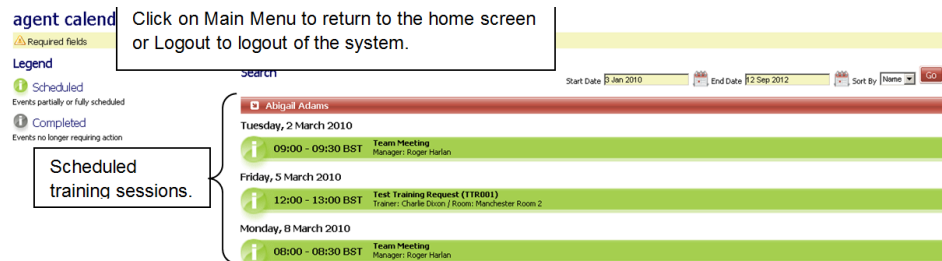 agent calend
Click on Main Menu to return to the home screen
or Logout to logout of the system.
Required fields
Legend
Scheduled
Events partially or fully scheduled
Completed
Events no longer requiring action
Scheduled
training sessions.
Search
Start Date 3 Jan 2010 End Date 12 Sep 2012 Sort By Name Go
Abigail Adams
Tuesday, 2 March 2010
09:00 - 09:30 BST
Team Meeting
Manager: Roger Harlan
Friday, 5 March 2010
12:00 - 13:00 BST
Test Training Request (TTR001)
Trainer: Charlie Dixon / Room: Manchester Room 2
Monday, 8 March 2010
08:00 - 08:30 BST
Team Meeting
Manager: Roger Harlan